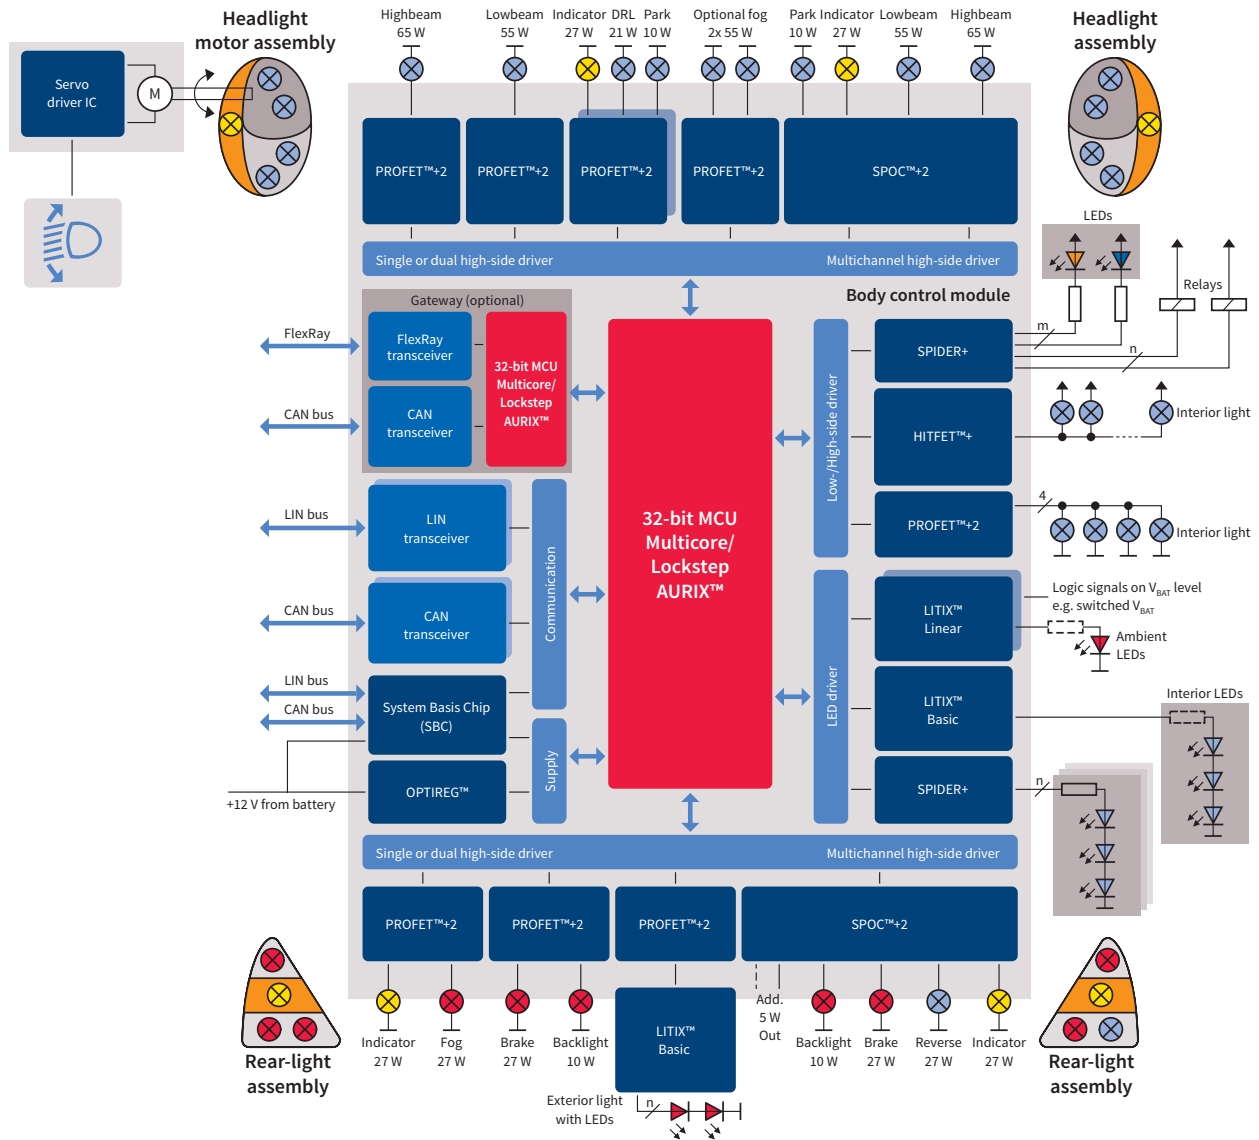 Headlight
motor assembly
Highbeam
65 W
Lowbeam
55 W
Indicator
27 W
DRL
21 W
Park
10 W
Optional fog
2x 55 W
Park
10 W
Indicator
27 W
Lowbeam
55 W
Highbeam
65 W
Headlight
assembly
Servo
driver IC
M
PROFET™+2
PROFET™+2
PROFET™+2
PROFET™+2
SPOC™+2
Single or dual high-side driver
Multichannel high-side driver
LEDs
Relays
Gateway (optional)
Body control module
FlexRay
FlexRay
transceiver
32-bit MCU
Multicore/
Lockstep
AURIX™
CAN bus
CAN
transceiver
LIN bus
LIN
transceiver
CAN bus
CAN
transceiver
Communication
LIN bus
CAN bus
System Basis Chip
(SBC)
Supply
+12 V from battery
OPTIREG™
32-bit MCU
Multicore/
Lockstep
AURIX™
Low-/High-side driver
SPIDER+
m
n
HITFET™+
Interior light
PROFET™+2
4
Interior light
LED driver
LITIX™
Linear
Logic signals on VBAT level
e.g. switched VBAT
Ambient
LEDs
LITIX™
Basic
Interior LEDs
SPIDER+
n
Single or dual high-side driver
Multichannel high-side driver
PROFET™+2
PROFET™+2
PROFET™+2
SPOC™+2
Rear-light
assembly
Indicator
27 W
Fog
27 W
Brake
27 W
Backlight
10 W
LITIX™
Basic
Add.
5 W
Out
Backlight
10 W
Brake
27 W
Reverse
27 W
Indicator
27 W
Rear-light
assembly
Exterior light
with LEDs
n